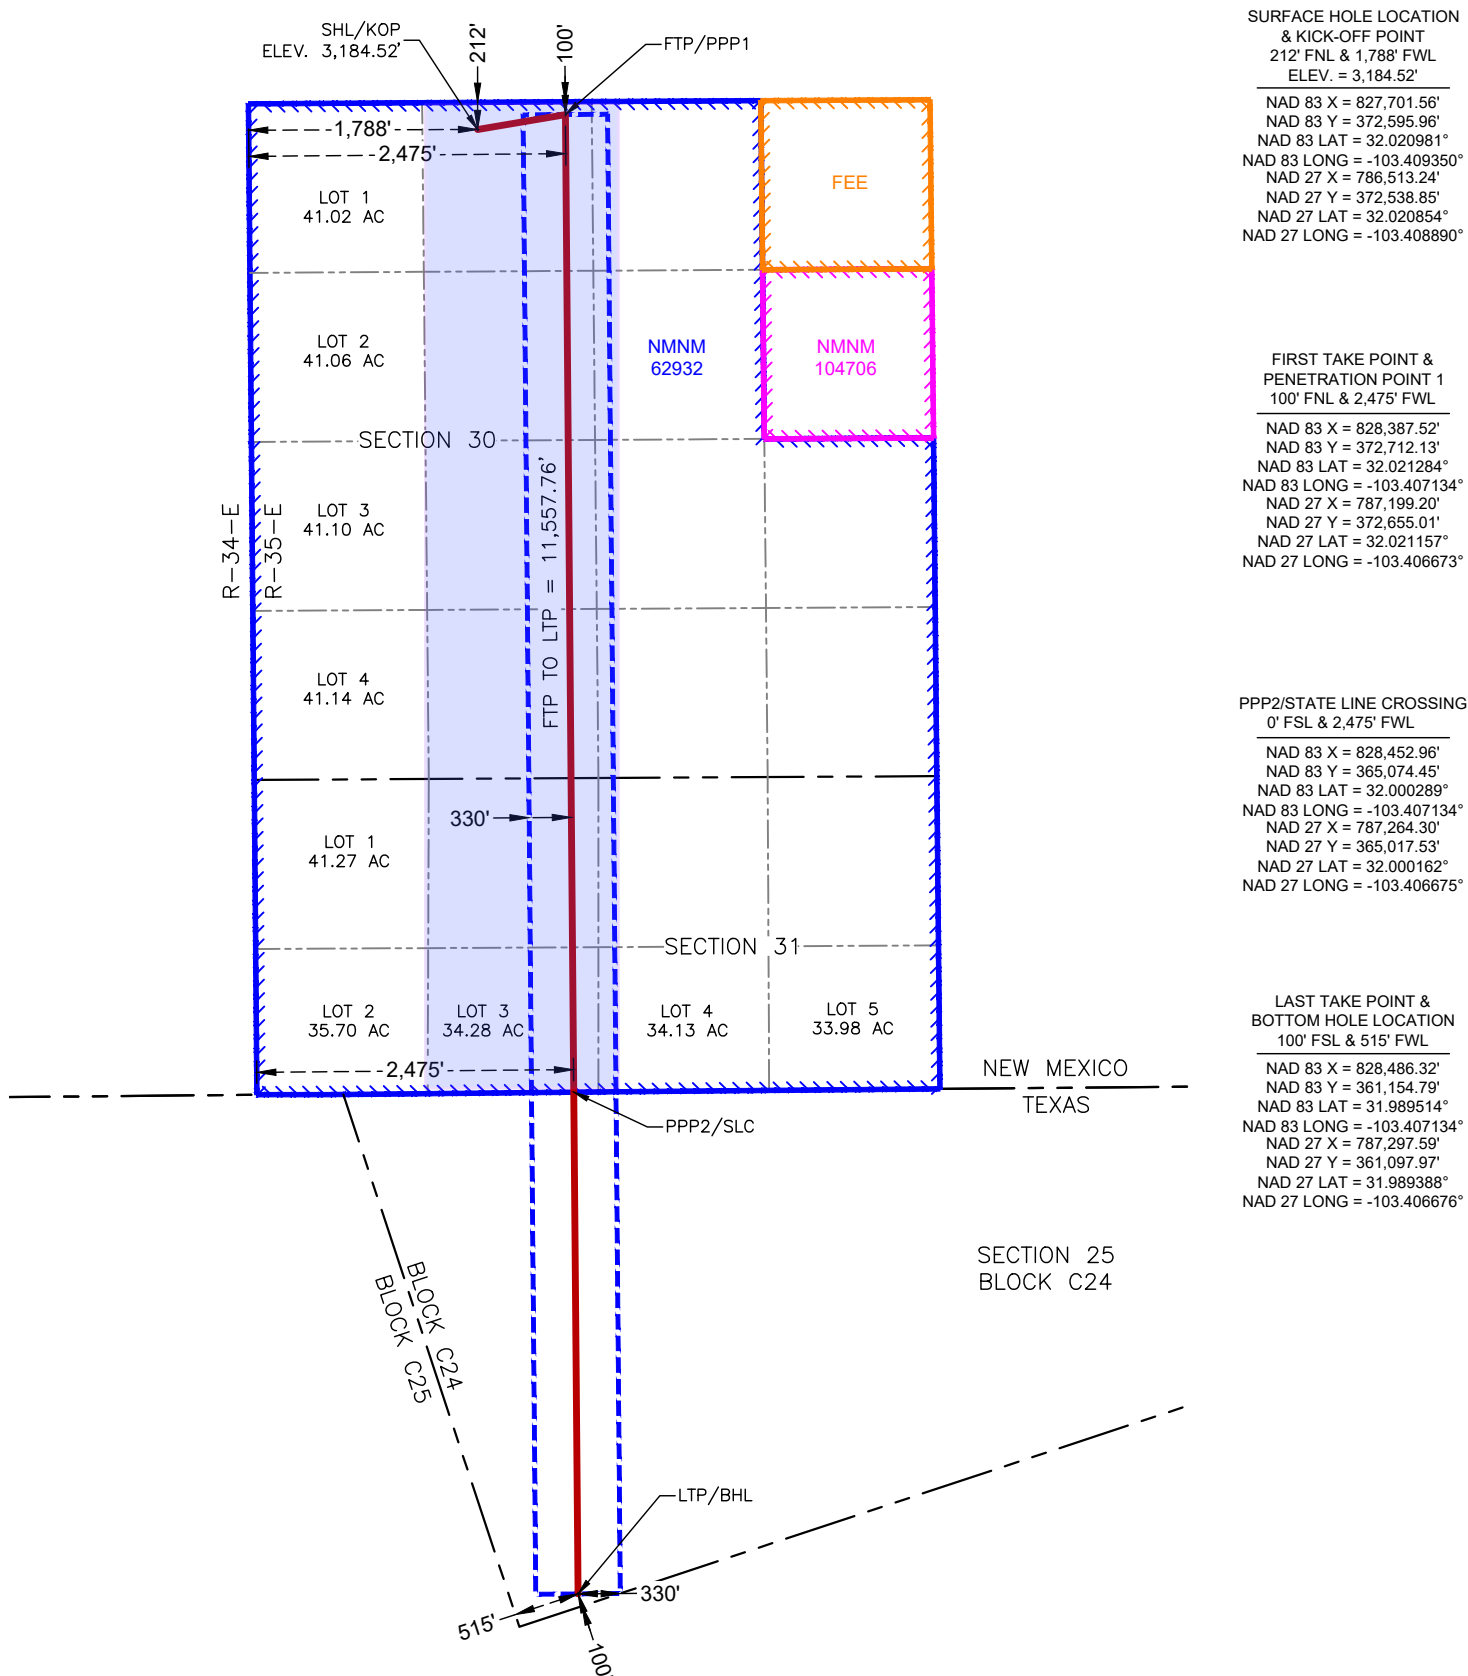 SHL/KOP
ELEV. 3,184.52'
212'
100'
FTP/PPP1
1,788'
2,475'
LOT 1
41.02 AC
FEE
LOT 2
41.06 AC
NMNM
62932
NMNM
104706
SECTION 30
R-34-E
R-35-E
LOT 3
41.10 AC
FTP TO LTP = 11,557.76'
LOT 4
41.14 AC
330'
LOT 1
41.27 AC
SECTION 31
LOT 2
35.70 AC
LOT 3
34.28 AC
LOT 4
34.13 AC
LOT 5
33.98 AC
2,475'
NEW MEXICO
TEXAS
PPP2/SLC
BLOCK C24
BLOCK C25
SECTION 25
BLOCK C24
LTP/BHL
330'
515'
100'
SURFACE HOLE LOCATION
& KICK-OFF POINT
212' FNL & 1,788' FWL
ELEV. = 3,184.52'
NAD 83 X = 827,701.56'
NAD 83 Y = 372,595.96'
NAD 83 LAT = 32.020981°
NAD 83 LONG = -103.409350°
NAD 27 X = 786,513.24'
NAD 27 Y = 372,538.85'
NAD 27 LAT = 32.020854°
NAD 27 LONG = -103.408890°
FIRST TAKE POINT &
PENETRATION POINT 1
100' FNL & 2,475' FWL
NAD 83 X = 828,387.52'
NAD 83 Y = 372,712.13'
NAD 83 LAT = 32.021284°
NAD 83 LONG = -103.407134°
NAD 27 X = 787,199.20'
NAD 27 Y = 372,655.01'
NAD 27 LAT = 32.021157°
NAD 27 LONG = -103.406673°
PPP2/STATE LINE CROSSING
0' FSL & 2,475' FWL
NAD 83 X = 828,452.96'
NAD 83 Y = 365,074.45'
NAD 83 LAT = 32.000289°
NAD 83 LONG = -103.407134°
NAD 27 X = 787,264.30'
NAD 27 Y = 365,017.53'
NAD 27 LAT = 32.000162°
NAD 27 LONG = -103.406675°
LAST TAKE POINT &
BOTTOM HOLE LOCATION
100' FSL & 515' FWL
NAD 83 X = 828,486.32'
NAD 83 Y = 361,154.79'
NAD 83 LAT = 31.989514°
NAD 83 LONG = -103.407134°
NAD 27 X = 787,297.59'
NAD 27 Y = 361,097.97'
NAD 27 LAT = 31.989388°
NAD 27 LONG = -103.406676°